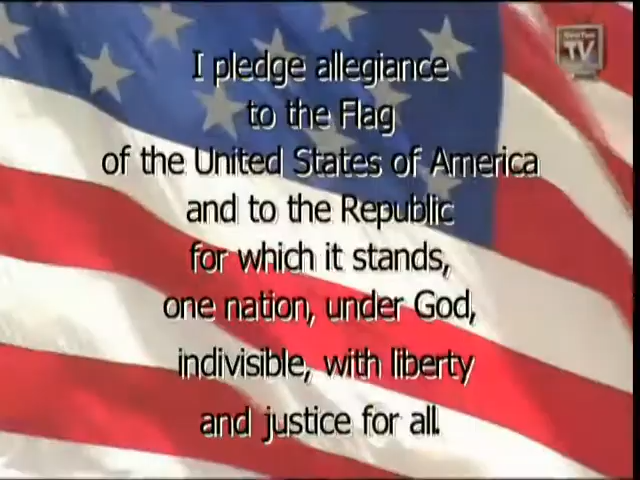 I pledge allegiance
to the Flag
of the United States of America
and to the Republic
for which it stands,
one nation, under God,
indivisible, with liberty
and justice for all.
TV